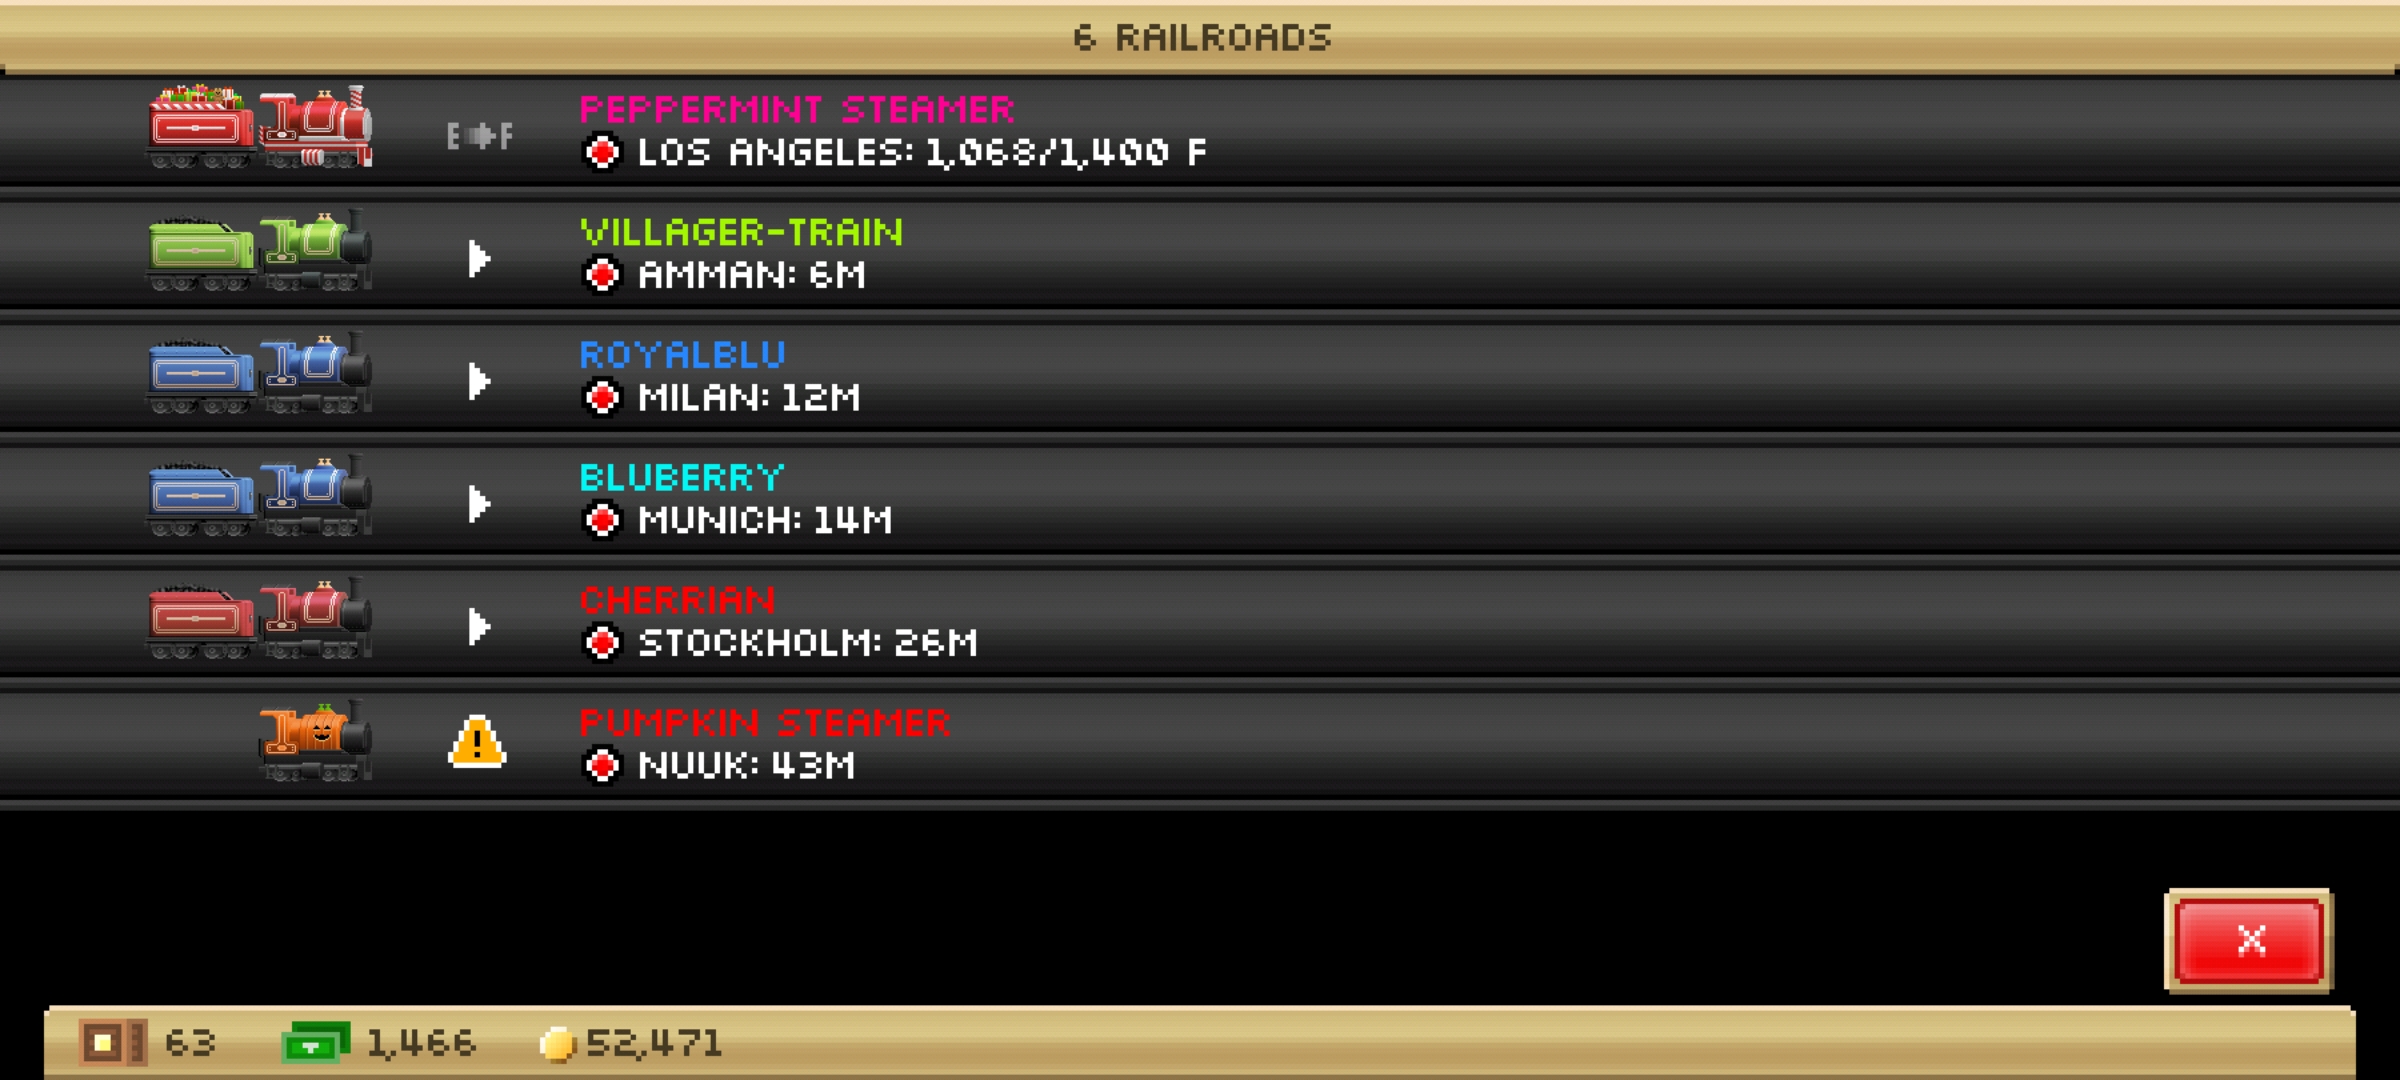 6 RAILROADS
PEPPERMINT STEAMER
E F
LOS ANGELES: 1,068/1,400 F
VILLAGER-TRAIN
AMMAN: 6M
ROYALBLU
MILAN: 12M
BLUBERRY
MUNICH: 14M
CHERRIAN
STOCKHOLM: 26M
PUMPKIN STEAMER
!
NUUK: 43M
X
63 1,466 52,471